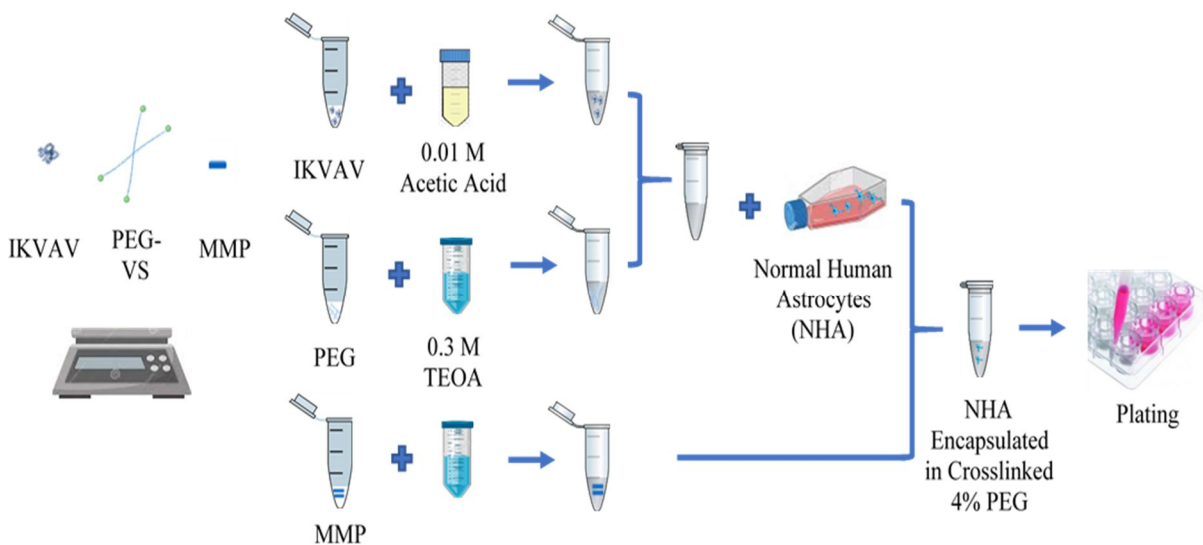 IKVAV
PEG-
VS
MMP
IKVAV
0.01 M
Acetic Acid
PEG
0.3 M
TEOA
MMP
Normal Human
Astrocytes
(NHA)
NHA
Encapsulated
in Crosslinked
4% PEG
Plating